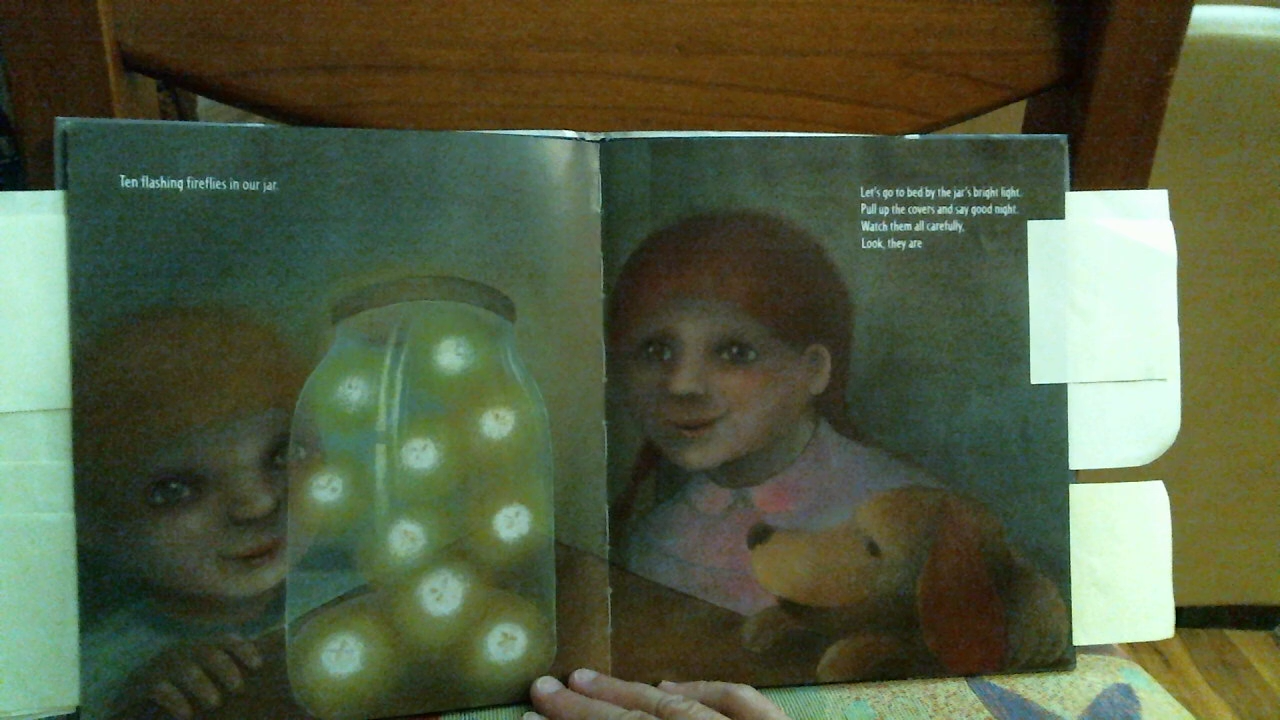 Ten flashing fireflies in our jar.
Let's go to bed by the jar's bright light.
Pull up the covers and say good night.
Watch them all carefully.
Look, they are